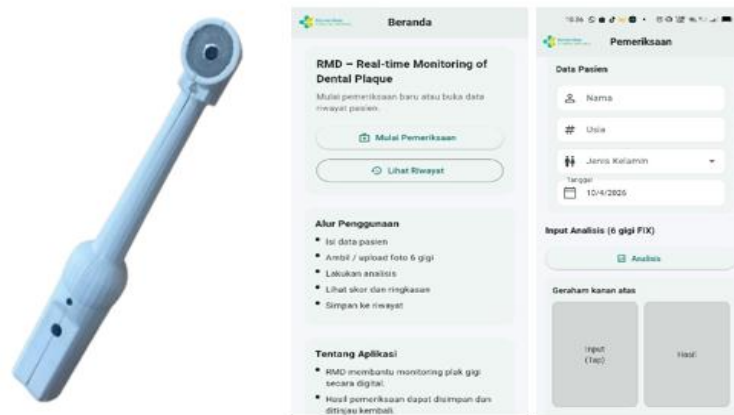 Beranda
RMD – Real-time Monitoring of
Dental Plaque
Mulai pemeriksaan baru atau buka data
riwayat pasien.
Mulai Pemeriksaan
Lihat Riwayat
Alur Penggunaan
Isi data pasien
Ambil / upload foto 6 gigi
Lakukan analisis
Lihat skor dan ringkasan
Simpan ke riwayat
Tentang Aplikasi
RMD membantu monitoring plak gigi
secara digital.
Hasil pemeriksaan dapat disimpan dan
ditinjau kembali.
Pemeriksaan
Data Pasien
Nama
# Usia
Jenis Kelamin
Tanggal
10/4/2026
Input Analisis (6 gigi FIX)
Analisis
Geraham kanan atas
Input
(Tap)
Hasil